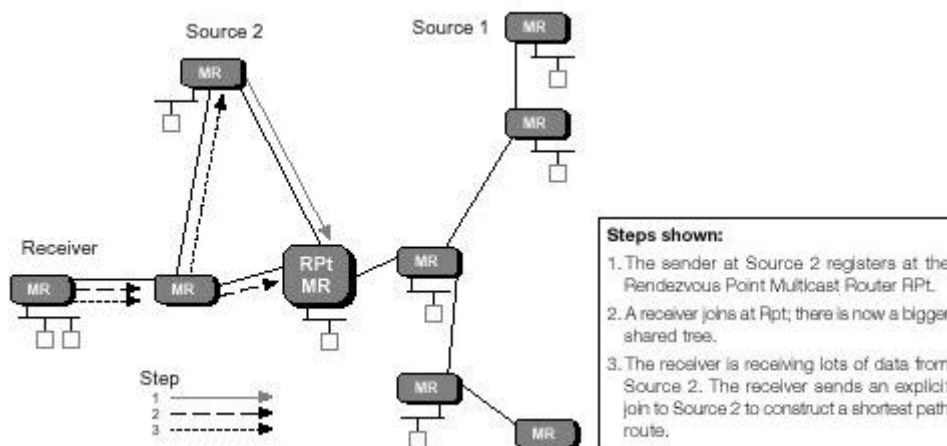 Source 2
Source 1
MR
MR
MR
Receiver
MR
MR
RPt
MR
MR
Step
1
2
3
MR
MR
Steps shown:
1. The sender at Source 2 registers at the
Rendezvous Point Multicast Router RPt.
2. A receiver joins at Rpt; there is now a bigger
shared tree.
3. The receiver is receiving lots of data from
Source 2. The receiver sends an explicit
join to Source 2 to construct a shortest path
route.